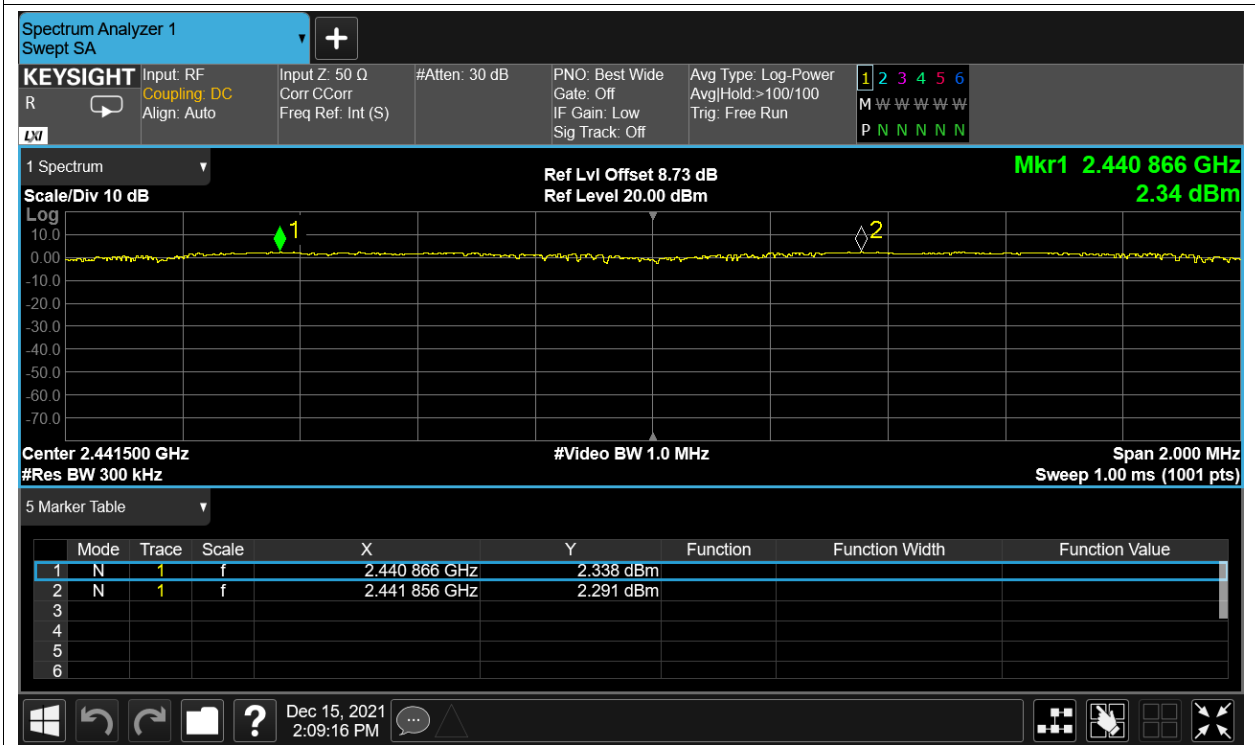 Spectrum Analyzer 1
Swept SA
KEYSIGHT Input: RF Input Z: 50 Ω #Atten: 30 dB PNO: Best Wide Avg Type: Log-Power 1 2 3 4 5 6
R Coupling: DC Corr CCorr Gate: Off Avg|Hold:>100/100 M W W W W W
Align: Auto Freq Ref: Int (S) IF Gain: Low Trig: Free Run
LXI Sig Track: Off P N N N N N
1 Spectrum Ref Lvl Offset 8.73 dB Mkr1 2.440 866 GHz
Scale/Div 10 dB Ref Level 20.00 dBm 2.34 dBm
Log
1 2
10.0
0.00
-10.0
-20.0
-30.0
-40.0
-50.0
-60.0
-70.0
Center 2.441500 GHz #Video BW 1.0 MHz Span 2.000 MHz
#Res BW 300 kHz Sweep 1.00 ms (1001 pts)
5 Marker Table
Mode Trace Scale X Y Function Function Width Function Value
1 N 1 f 2.440 866 GHz 2.338 dBm
2 N 1 f 2.441 856 GHz 2.291 dBm
3
4
5
6
? Dec 15, 2021
2:09:16 PM